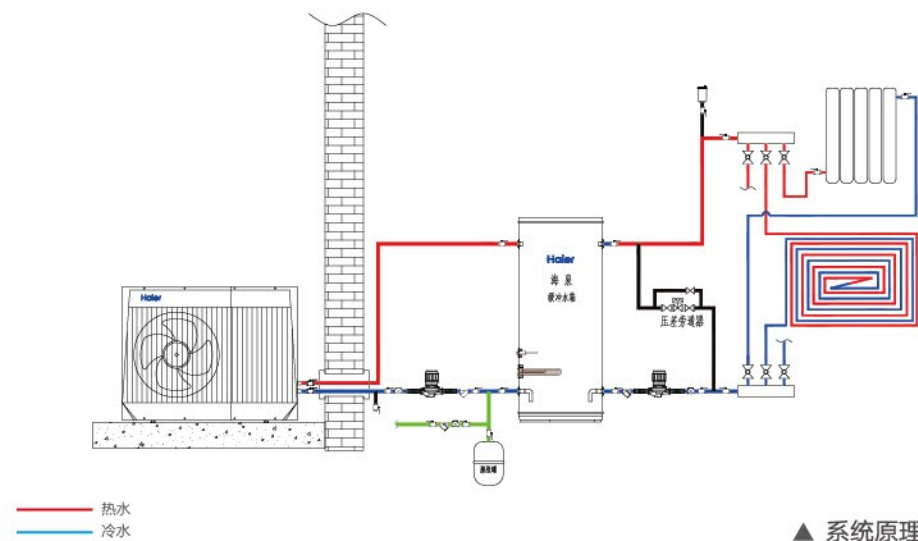 Haier
海泉
缓冲水箱
压差旁通器
Haier
膨胀罐
热水
冷水
▲ 系统原理